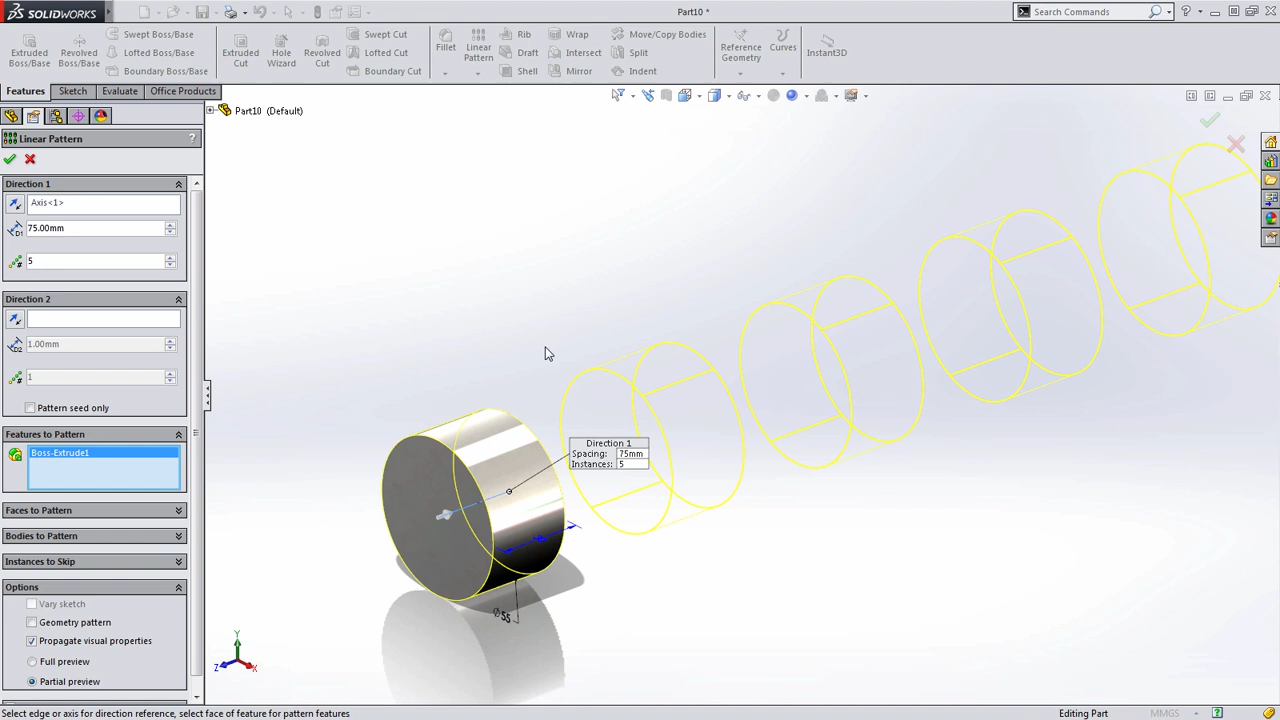 SOLIDWORKS
Part10 *
Search Commands
Extruded Boss/Base
Revolved Boss/Base
Swept Boss/Base
Lofted Boss/Base
Boundary Boss/Base
Extruded Cut
Hole Wizard
Revolved Cut
Swept Cut
Lofted Cut
Boundary Cut
Fillet
Linear Pattern
Rib
Draft
Shell
Wrap
Intersect
Mirror
Move/Copy Bodies
Split
Indent
Reference Geometry
Curves
Instant3D
Features Sketch Evaluate Office Products
Part10 (Default)
Linear Pattern ?
Direction 1
Axis<1>
D1 75.00mm
5
Direction 2
D2 1.00mm
1
Pattern seed only
Features to Pattern
Boss-Extrude1
Faces to Pattern
Bodies to Pattern
Instances to Skip
Options
Vary sketch
Geometry pattern
Propagate visual properties
Full preview
Partial preview
Direction 1
Spacing: 75mm
Instances: 5
Ø55
Y
Z X
Select edge or axis for direction reference, select face of feature for pattern features
Editing Part MMGS ?